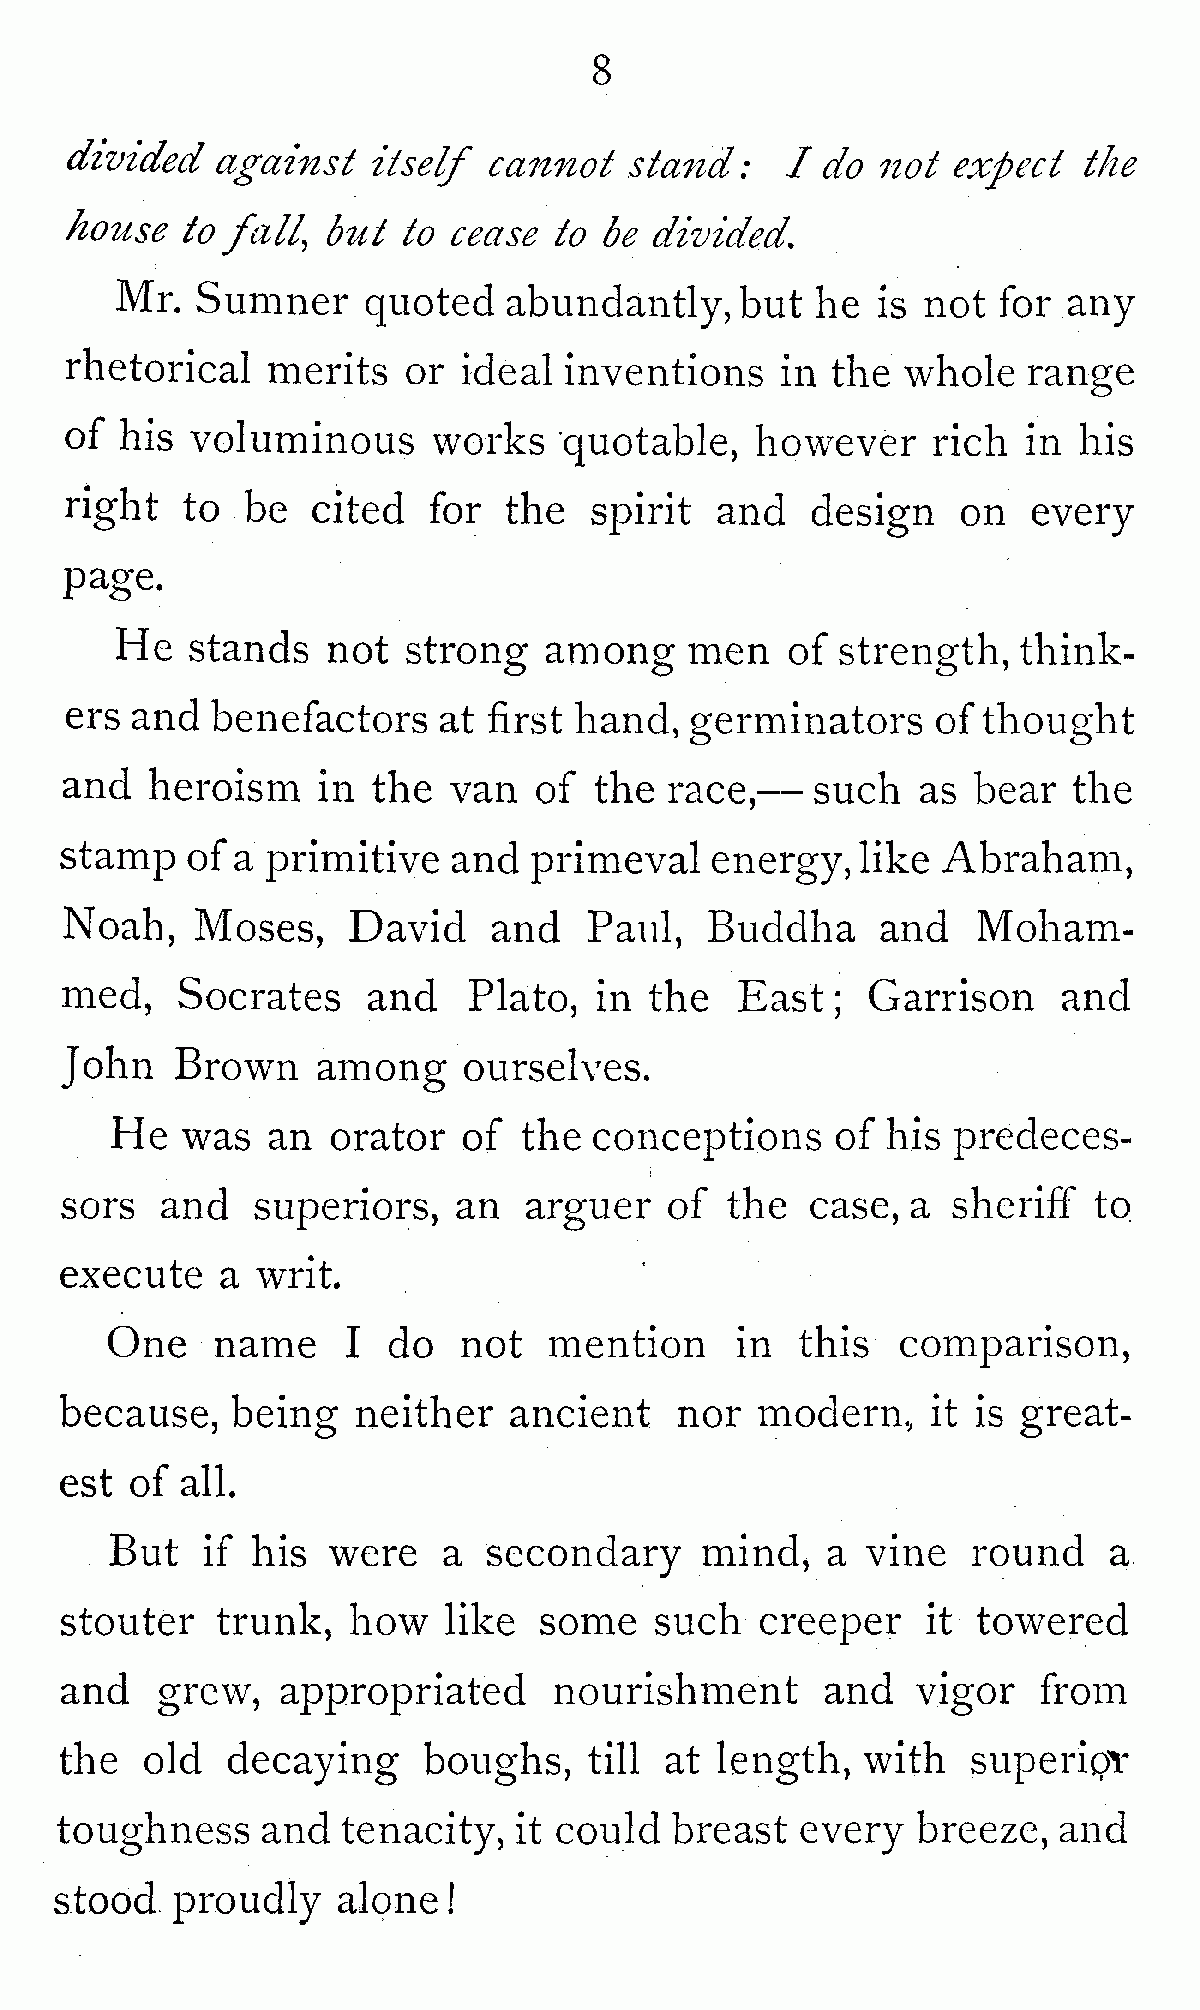 8
divided against itself cannot stand: I do not expect the
house to fall, but to cease to be divided.
Mr. Sumner quoted abundantly, but he is not for any
rhetorical merits or ideal inventions in the whole range
of his voluminous works quotable, however rich in his
right to be cited for the spirit and design on every
page.
He stands not strong among men of strength, think-
ers and benefactors at first hand, germinators of thought
and heroism in the van of the race,— such as bear the
stamp of a primitive and primeval energy, like Abraham,
Noah, Moses, David and Paul, Buddha and Moham-
med, Socrates and Plato, in the East; Garrison and
John Brown among ourselves.
He was an orator of the conceptions of his predeces-
sors and superiors, an arguer of the case, a sheriff to
execute a writ.
One name I do not mention in this comparison,
because, being neither ancient nor modern, it is great-
est of all.
But if his were a secondary mind, a vine round a
stouter trunk, how like some such creeper it towered
and grew, appropriated nourishment and vigor from
the old decaying boughs, till at length, with superior
toughness and tenacity, it could breast every breeze, and
stood proudly alone!